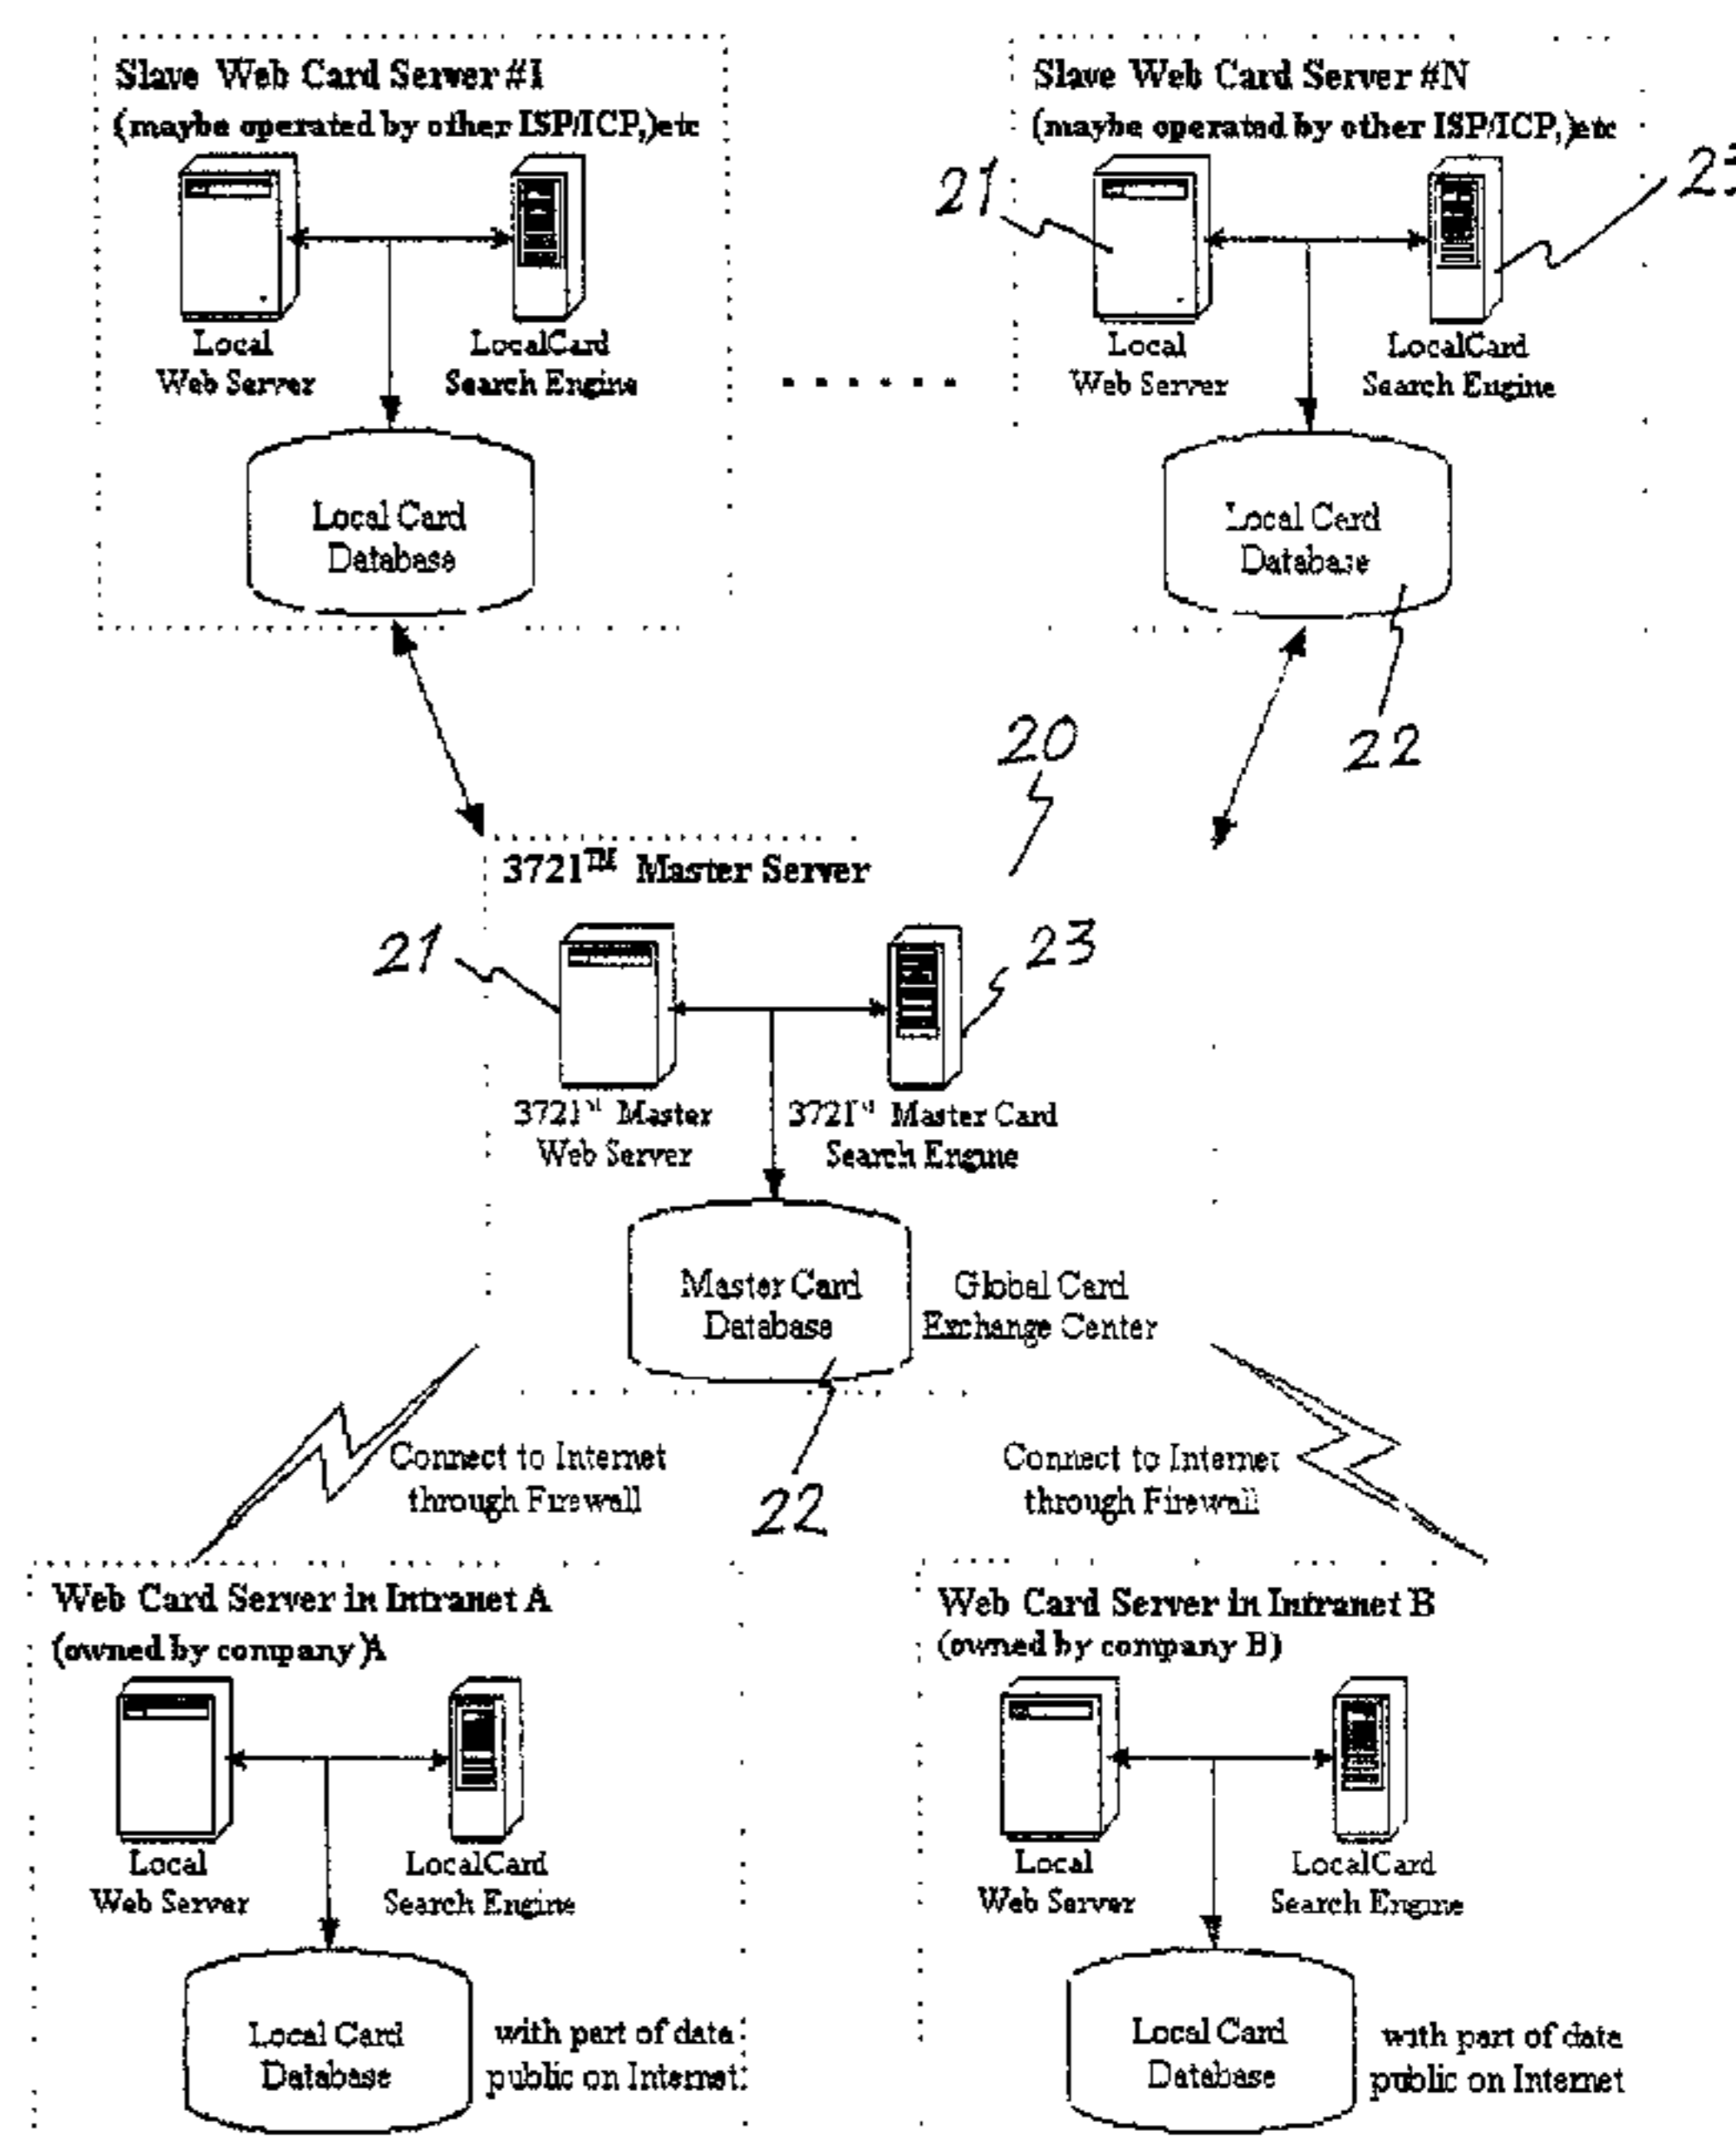 Slave Web Card Server #1
(maybe operated by other ISP/ICP,)etc
Local
Web Server
LocalCard
Search Engine
Local Card
Database
......
Slave Web Card Server #N
(maybe operated by other ISP/ICP,)etc
21
Local
Web Server
LocalCard
Search Engine
Local Card
Database
22
20
3721™ Master Server
21
23
3721™ Master
Web Server
3721™ Master Card
Search Engine
Master Card
Database
Global Card
Exchange Center
22
Connect to Internet
through Firewall
Connect to Internet
through Firewall
Web Card Server in Intranet A
(owned by company )A
Local
Web Server
LocalCard
Search Engine
Local Card
Database
with part of data
public on Internet
Web Card Server in Intranet B
(owned by company B)
Local
Web Server
LocalCard
Search Engine
Local Card
Database
with part of data
public on Internet